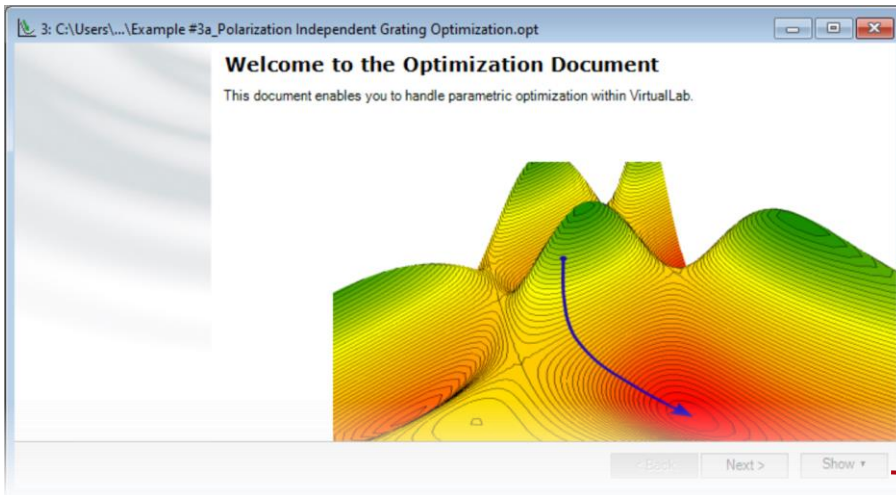 3: C:\Users\...\Example #3a_Polarization Independent Grating Optimization.opt
Welcome to the Optimization Document
This document enables you to handle parametric optimization within VirtualLab.
< Back
Next >
Show ▾